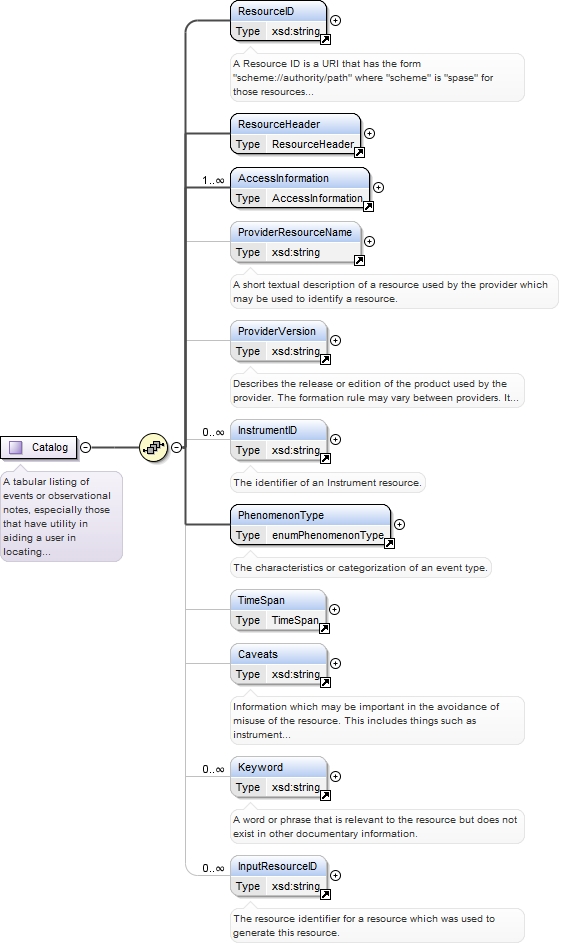 ResourceID
Type xsd:string
A Resource ID is a URI that has the form
"scheme://authority/path" where "scheme" is "spase" for
those resources...
ResourceHeader
Type ResourceHeader
1..∞
AccessInformation
Type AccessInformation
ProviderResourceName
Type xsd:string
A short textual description of a resource used by the provider which
may be used to identify a resource.
ProviderVersion
Type xsd:string
Describes the release or edition of the product used by the
provider. The formation rule may vary between providers. It...
0..∞
InstrumentID
Type xsd:string
The identifier of an Instrument resource.
Catalog
A tabular listing of
events or observational
notes, especially those
that have utility in
aiding a user in
locating...
PhenomenonType
Type enumPhenomenonType
The characteristics or categorization of an event type.
TimeSpan
Type TimeSpan
Caveats
Type xsd:string
Information which may be important in the avoidance of
misuse of the resource. This includes things such as
instrument...
0..∞
Keyword
Type xsd:string
A word or phrase that is relevant to the resource but does not
exist in other documentary information.
0..∞
InputResourceID
Type xsd:string
The resource identifier for a resource which was used to
generate this resource.